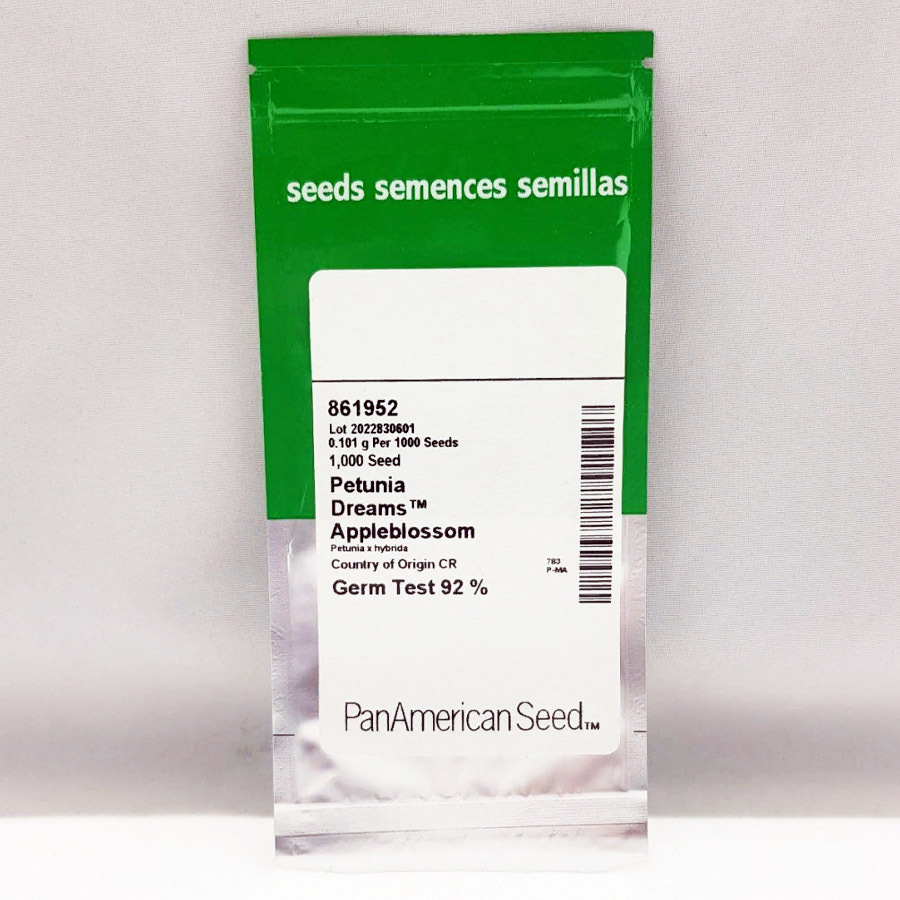 seeds semences semillas
861952
Lot 2022830601
0.101 g Per 1000 Seeds
1,000 Seed
Petunia
Dreams™
Appleblossom
Petunia x hybrida
Country of Origin CR
783
P-MA
Germ Test 92 %
PanAmerican Seed™